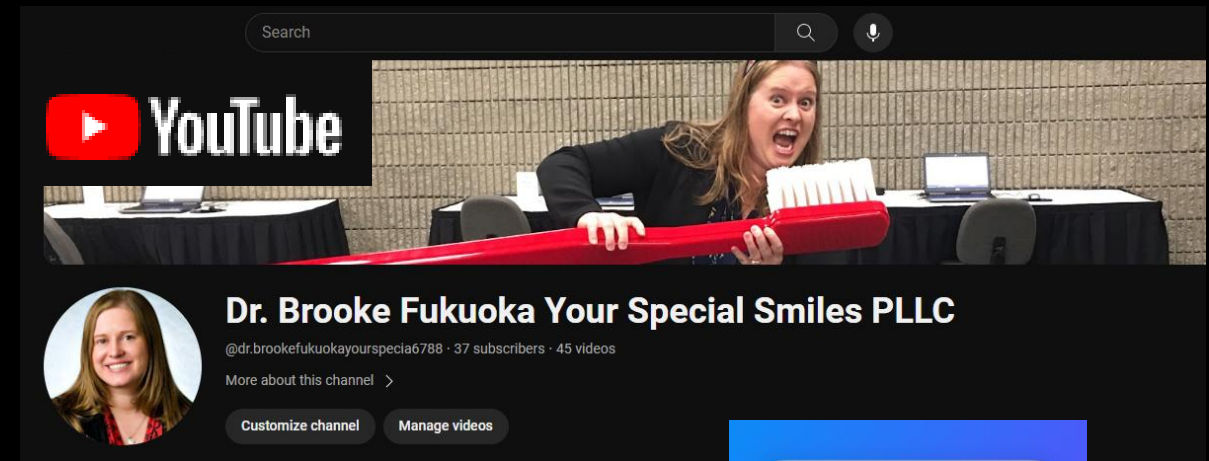 Search
YouTube
Dr. Brooke Fukuoka Your Special Smiles PLLC
@dr.brookefukuokayourspecia6788 · 37 subscribers · 45 videos
More about this channel
Customize channel
Manage videos